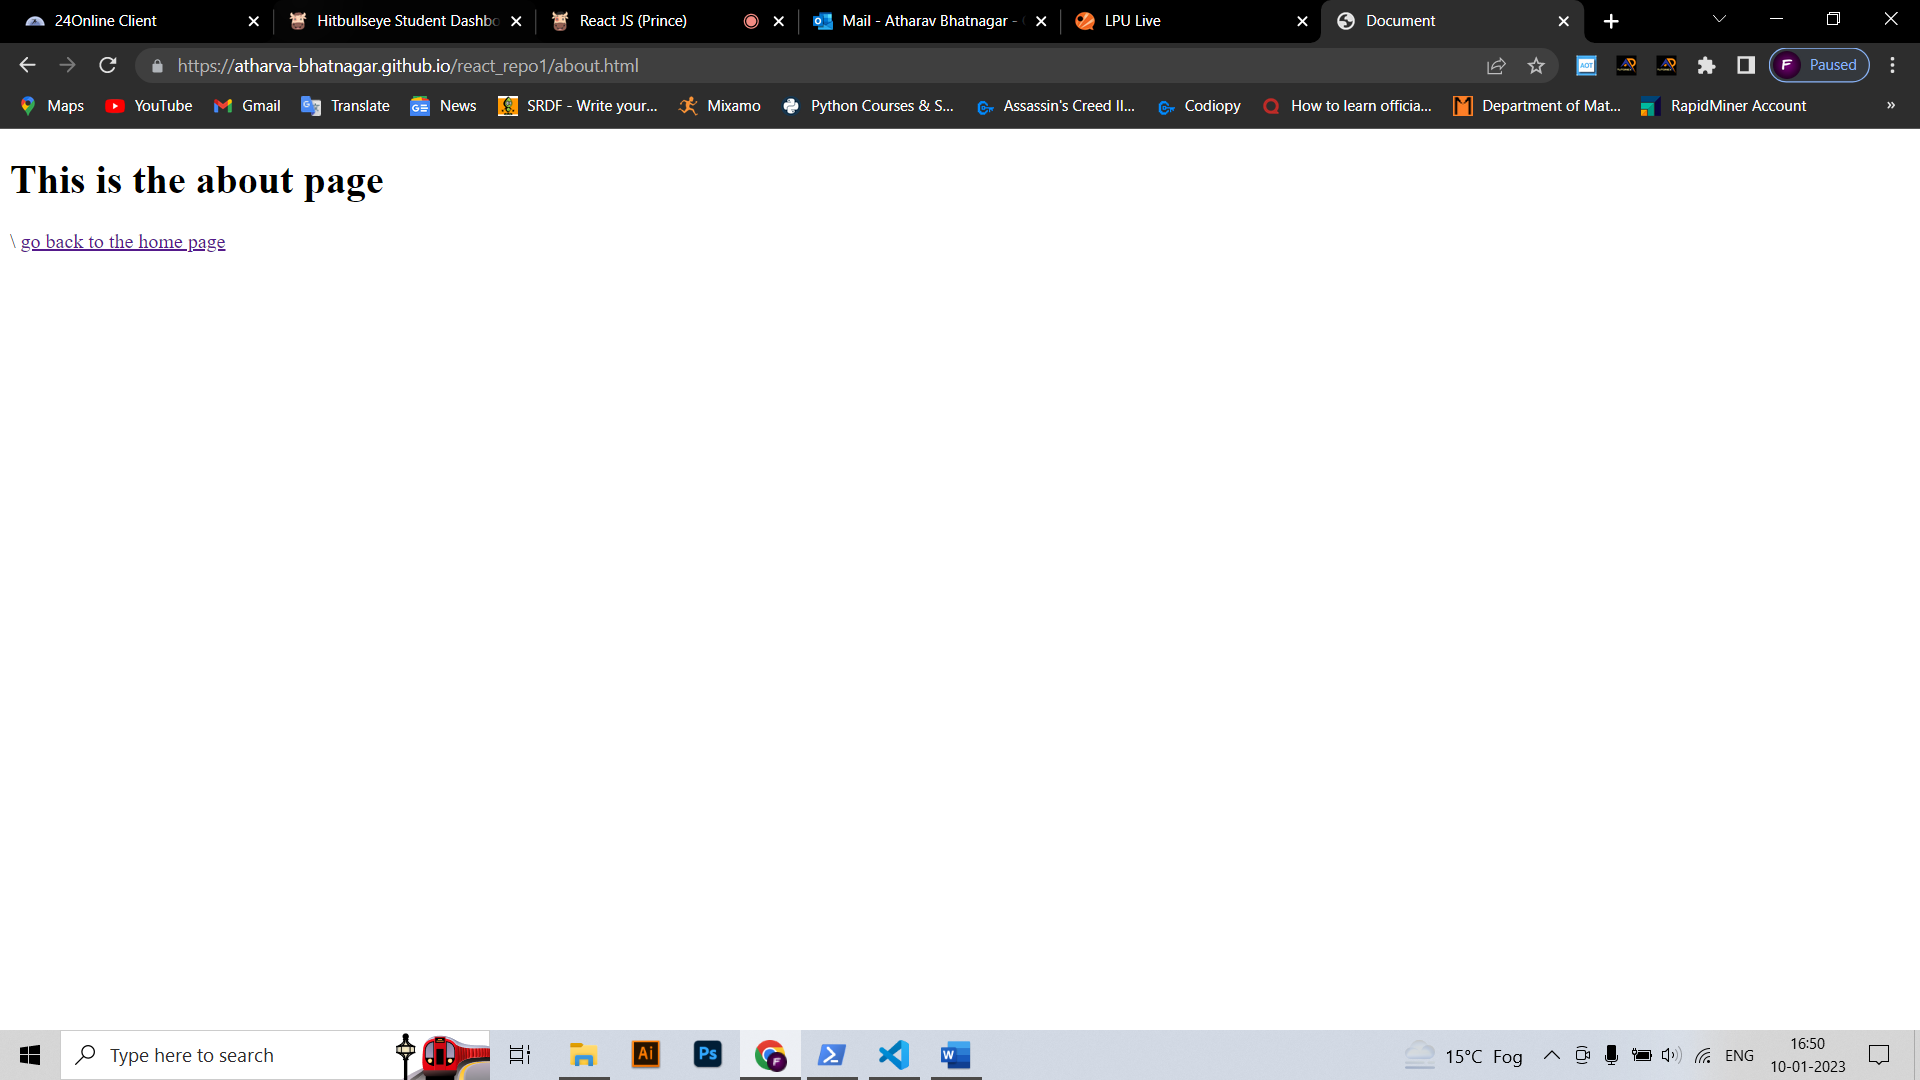 24Online Client
Hitbullseye Student Dashbo
React JS (Prince)
Mail - Atharav Bhatnagar -
LPU Live
Document
https://atharva-bhatnagar.github.io/react_repo1/about.html
F Paused
Maps
YouTube
Gmail
Translate
News
SRDF - Write your...
Mixamo
Python Courses & S...
Assassin's Creed II...
Codiopy
How to learn officia...
Department of Mat...
RapidMiner Account
»
This is the about page
\ go back to the home page
Type here to search
Ai
Ps
15°C Fog
ENG
16:50
10-01-2023